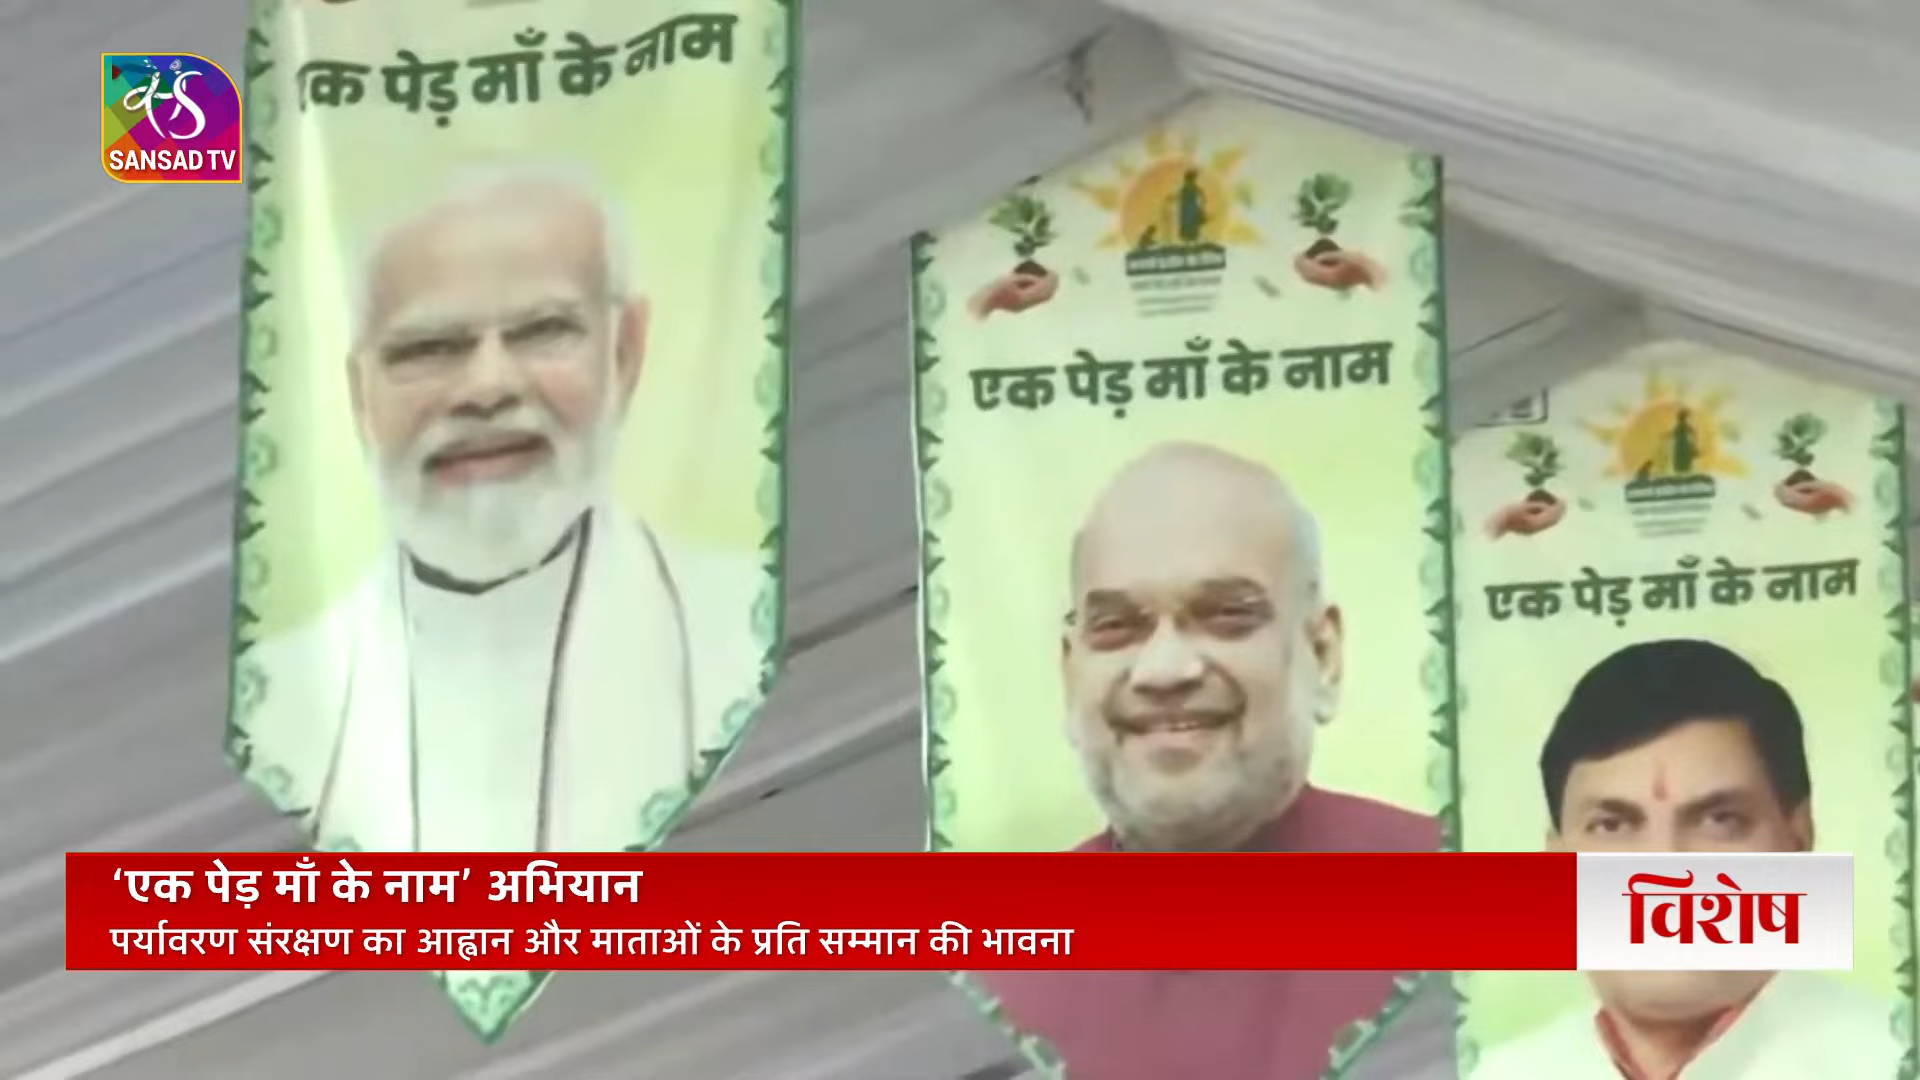 SANSAD TV
एक पेड़ माँ के नाम
एक पेड़ माँ के नाम
एक पेड़ माँ के नाम
‘एक पेड़ माँ के नाम’ अभियान
पर्यावरण संरक्षण का आह्वान और माताओं के प्रति सम्मान की भावना
विशेष